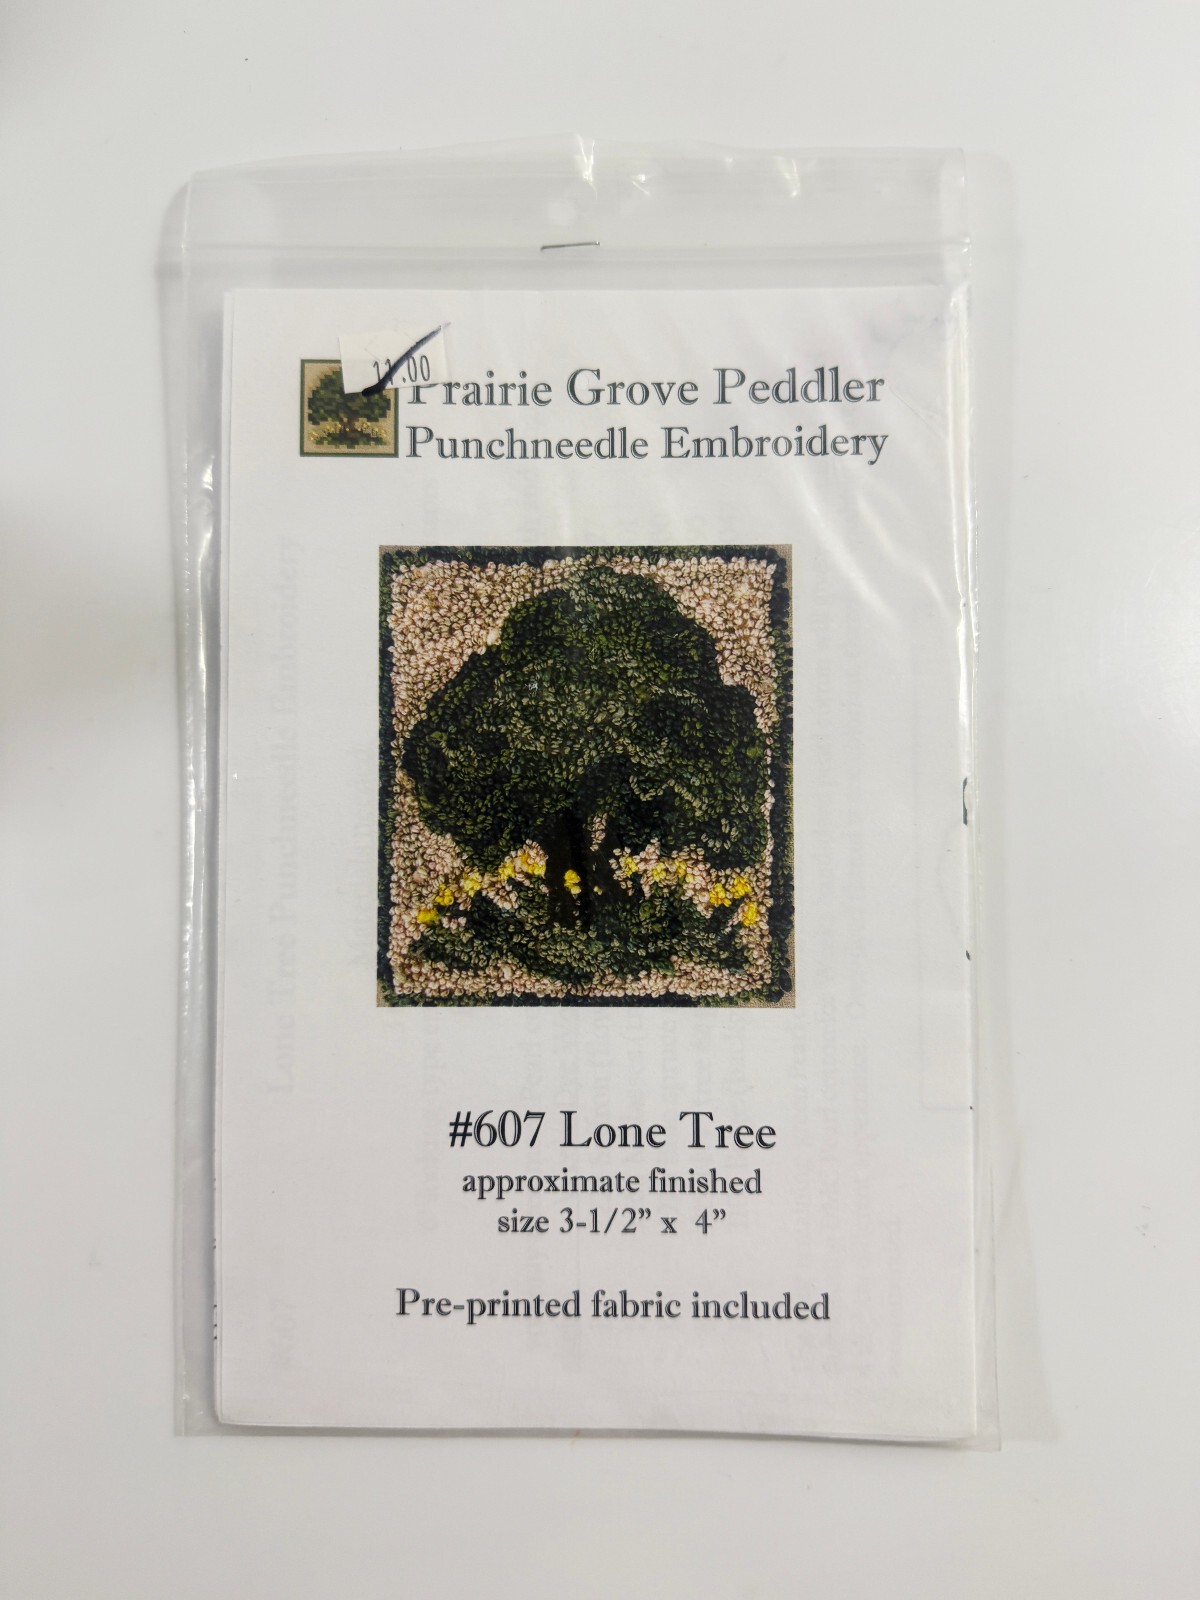 11.00
Prairie Grove Peddler
Punchneedle Embroidery
#607 Lone Tree
approximate finished
size 3-1/2” x 4”
Pre-printed fabric included